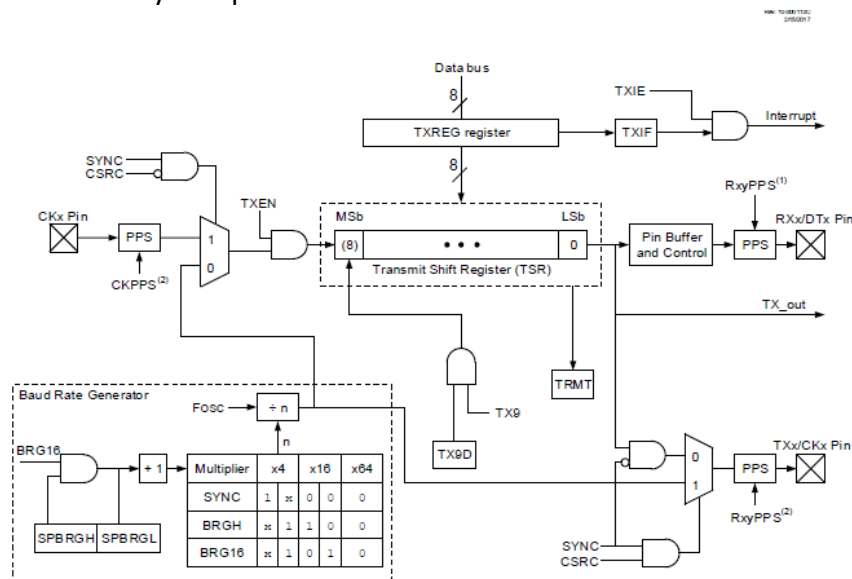 2/15/2017
Data bus
8
TXIE
Interrupt
TXREG register
TXIF
SYNC
CSRC
8
CKx Pin
TXEN
MSb
LSb
RxyPPS(1)
RXx/DTx Pin
PPS
1
(8)
• • •
0
Pin Buffer
and Control
PPS
0
Transmit Shift Register (TSR)
CKPPS(2)
TX_out
TRMT
Baud Rate Generator
FOSC
÷ n
TX9
n
TX9D
TXx/CKx Pin
BRG16
+ 1
Multiplier x4 x16 x64
0
PPS
SYNC 1 x 0 0 0
1
BRGH x 1 1 0 0
RxyPPS(2)
SPBRGH SPBRGL
BRG16 x 1 0 1 0
SYNC
CSRC